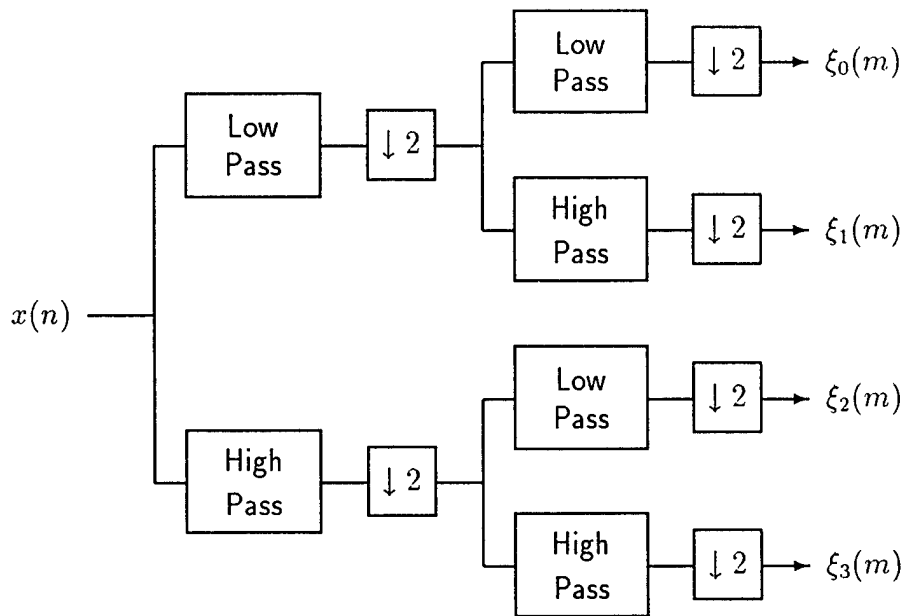 Low
Pass
↓ 2
ξ₀(m)
Low
Pass
↓ 2
High
Pass
↓ 2
ξ₁(m)
x(n)
Low
Pass
↓ 2
ξ₂(m)
High
Pass
↓ 2
High
Pass
↓ 2
ξ₃(m)